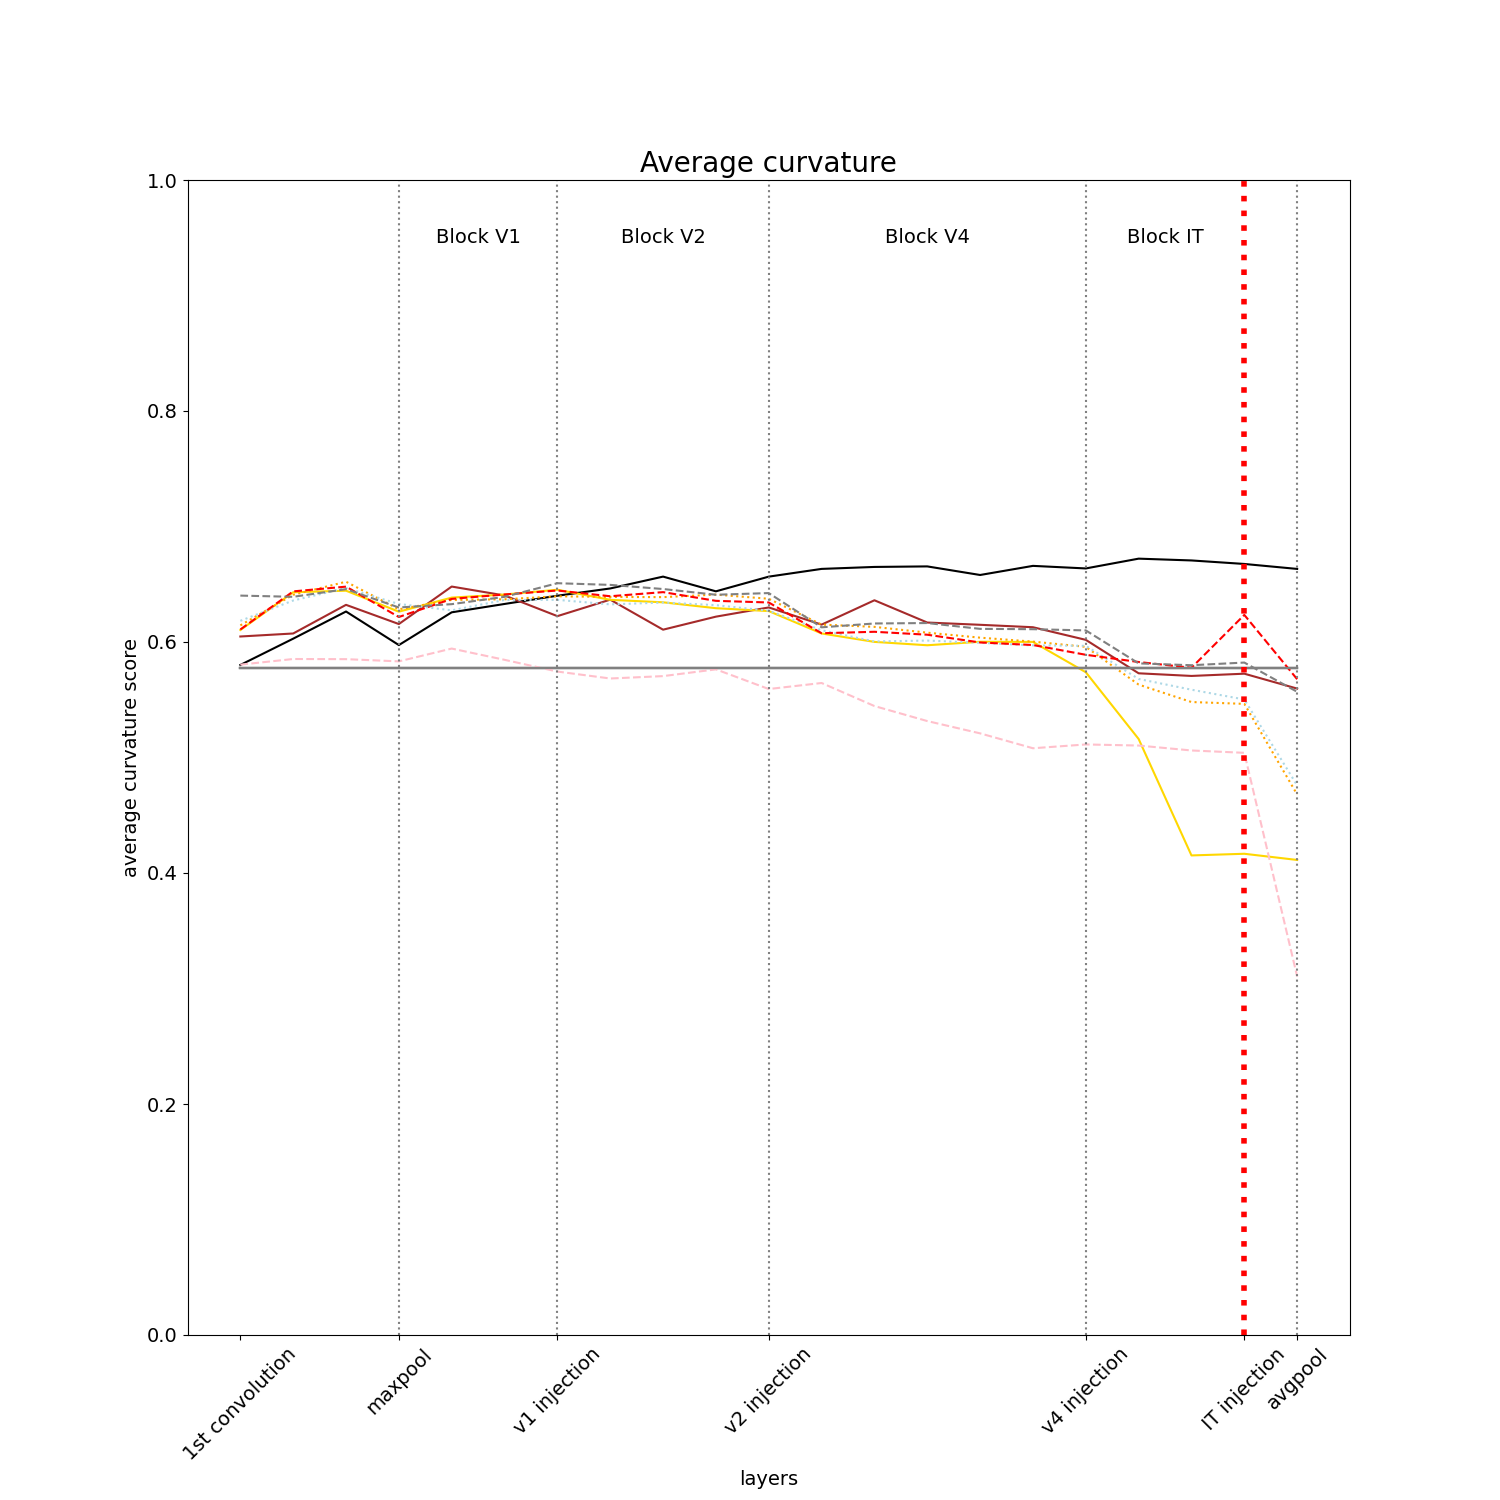 Average curvature
1.0
0.8
0.6
0.4
0.2
0.0
average curvature score
Block V1
Block V2
Block V4
Block IT
1st convolution
maxpool
v1 injection
v2 injection
v4 injection
IT injection
avgpool
layers